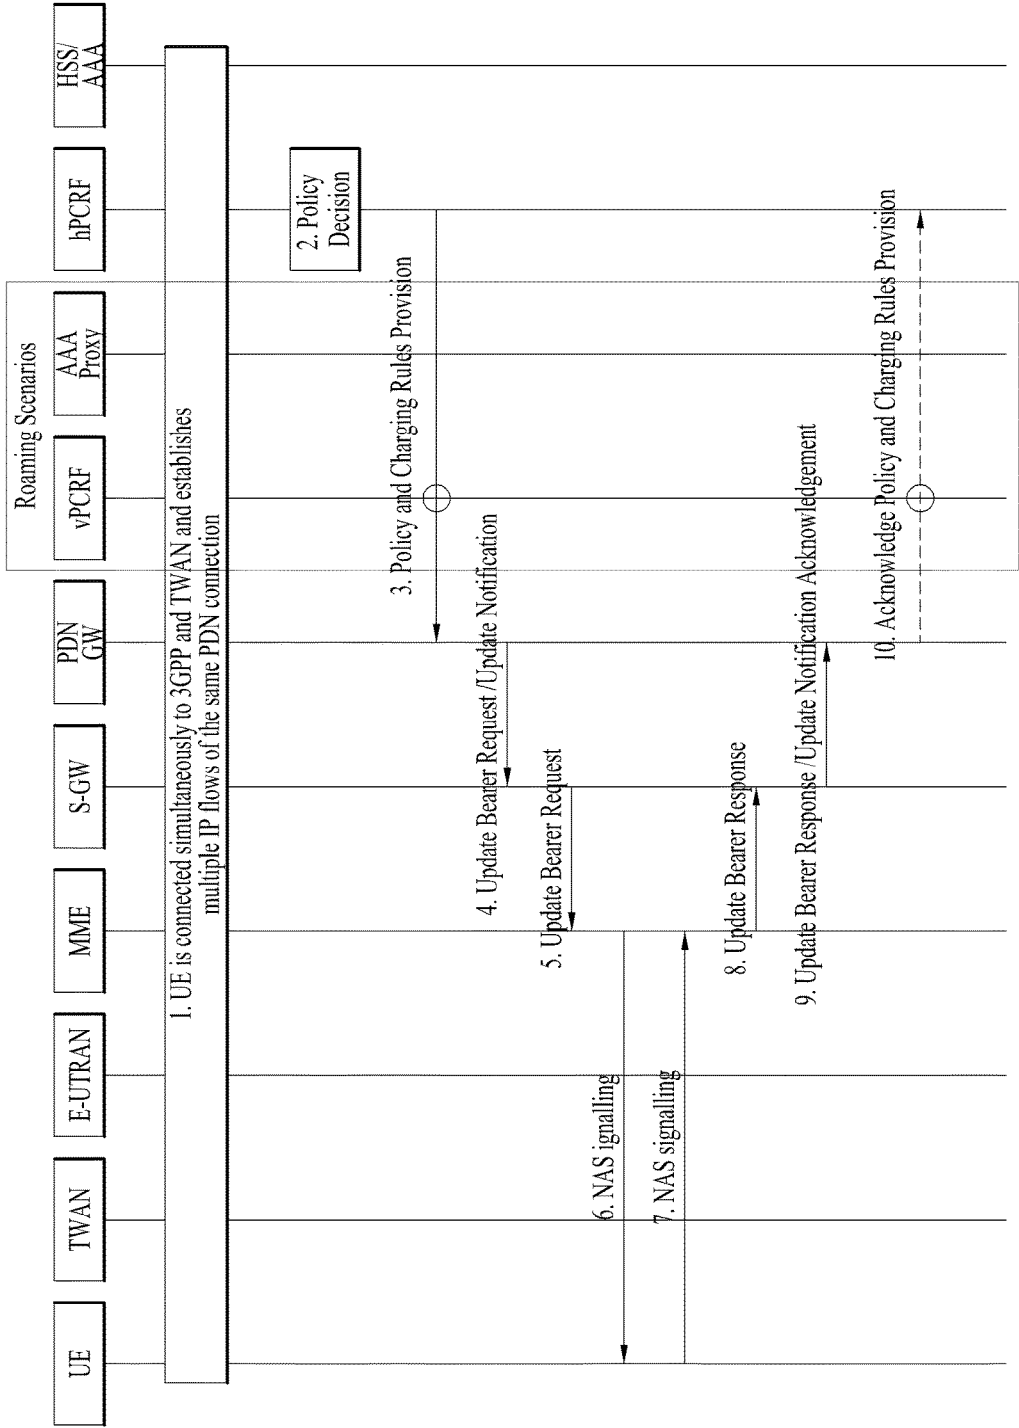 Roaming Scenarios
UE
TWAN
E-UTRAN
MME
S-GW
PDN
GW
vPCRF
AAA
Proxy
hPCRF
HSS/
AAA
1. UE is connected simultaneously to 3GPP and TWAN and establishes
multiple IP flows of the same PDN connection
2. Policy
Decision
3. Policy and Charging Rules Provision
4. Update Bearer Request /Update Notification
5. Update Bearer Request
6. NAS ignalling
7. NAS signalling
8. Update Bearer Response
9. Update Bearer Response /Update Notification Acknowledgement
10. Acknowledge Policy and Charging Rules Provision